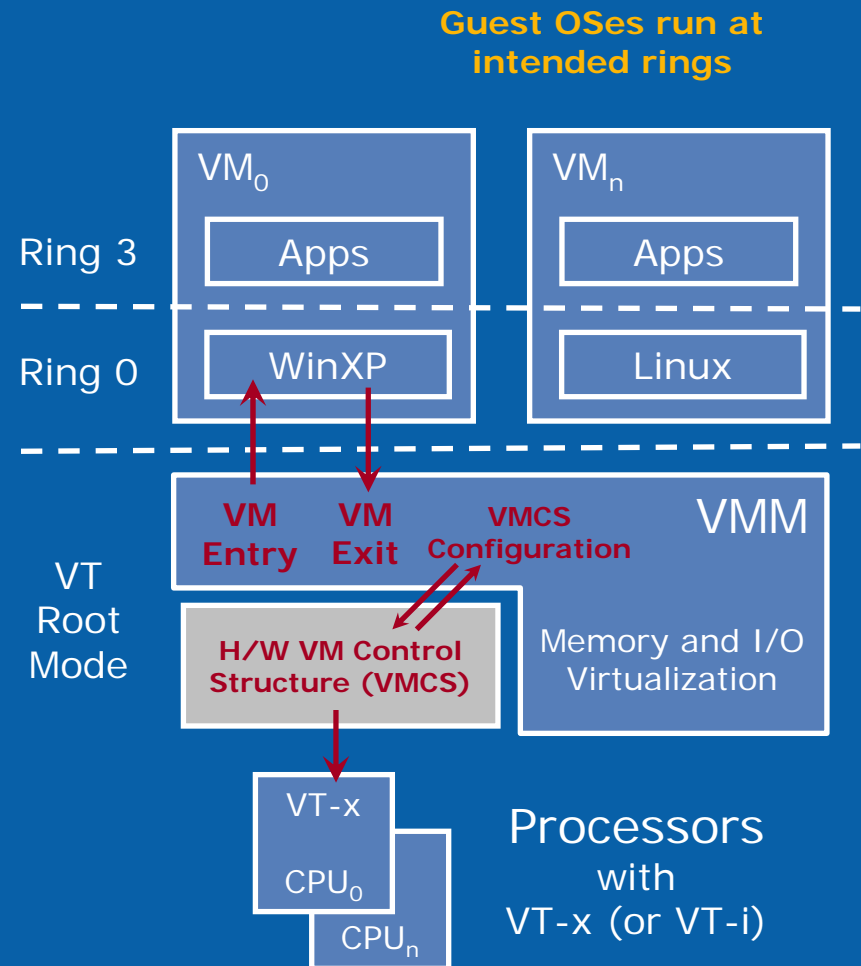 Guest OSes run at
intended rings
VM₀
VMₙ
Ring 3
Apps
Apps
Ring 0
WinXP
Linux
VM
Entry
VM
Exit
VMCS
Configuration
VMM
VT
Root
Mode
H/W VM Control
Structure (VMCS)
Memory and I/O
Virtualization
VT-x
CPU₀
CPUₙ
Processors
with
VT-x (or VT-i)